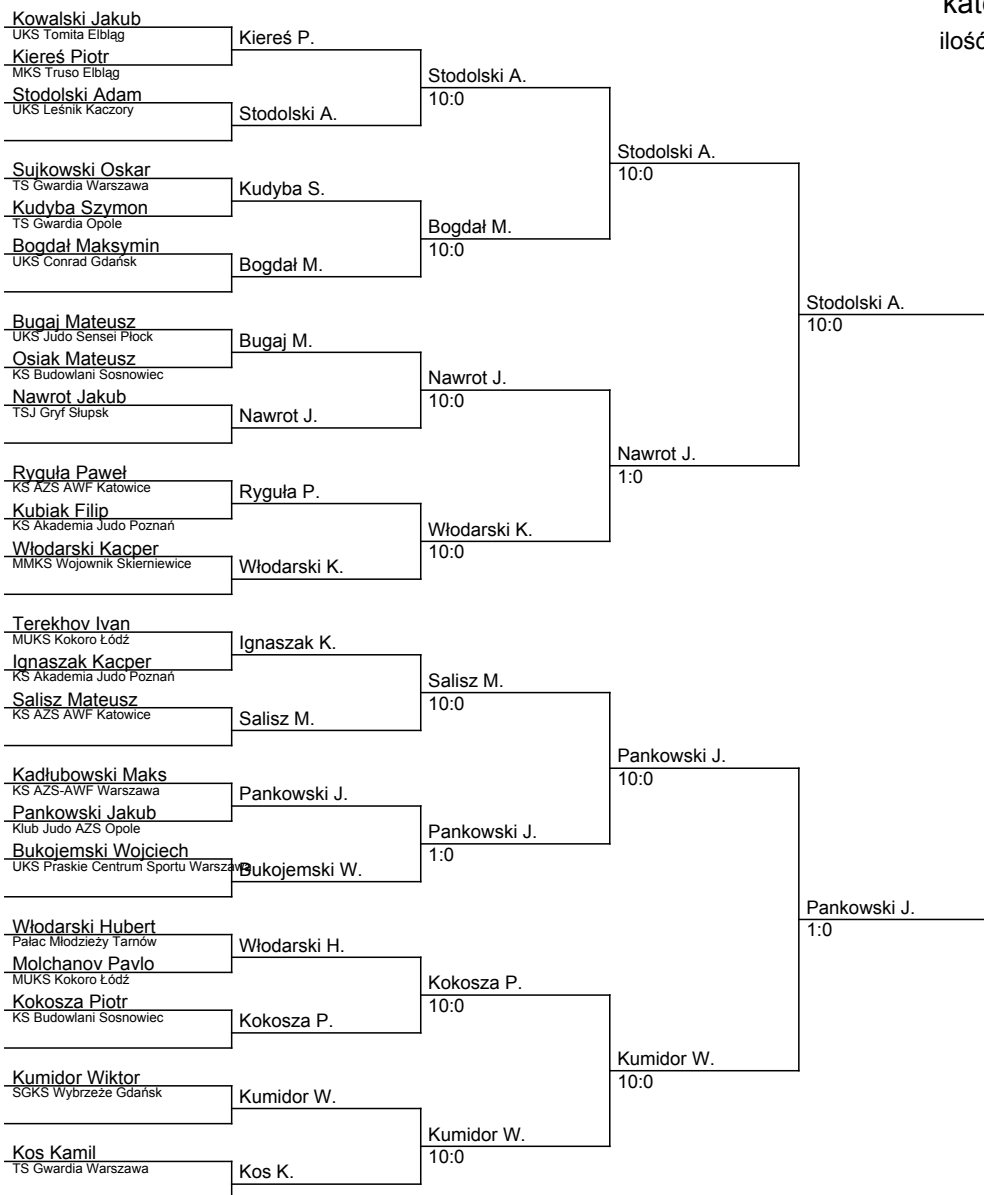 kate
ilość
Kowalski Jakub
UKS Tomita Elbląg
Kiereś Piotr
MKS Truso Elbląg
Stodolski Adam
UKS Leśnik Kaczory
Sujkowski Oskar
TS Gwardia Warszawa
Kudyba Szymon
TS Gwardia Opole
Bogdał Maksymin
UKS Conrad Gdańsk
Bugaj Mateusz
UKS Judo Sensei Płock
Osiak Mateusz
KS Budowlani Sosnowiec
Nawrot Jakub
TSJ Gryf Słupsk
Ryguła Paweł
KS AZS AWF Katowice
Kubiak Filip
KS Akademia Judo Poznań
Włodarski Kacper
MMKS Wojownik Skierniewice
Terekhov Ivan
MUKS Kokoro Łódź
Ignaszak Kacper
KS Akademia Judo Poznań
Salisz Mateusz
KS AZS AWF Katowice
Kadłubowski Maks
KS AZS-AWF Warszawa
Pankowski Jakub
Klub Judo AZS Opole
Bukojemski Wojciech
UKS Praskie Centrum Sportu Warszawa
Włodarski Hubert
Pałac Młodzieży Tarnów
Molchanov Pavlo
MUKS Kokoro Łódź
Kokosza Piotr
KS Budowlani Sosnowiec
Kumidor Wiktor
SGKS Wybrzeże Gdańsk
Kos Kamil
TS Gwardia Warszawa
Kiereś P.
Stodolski A.
Kudyba S.
Bogdał M.
Bugaj M.
Nawrot J.
Ryguła P.
Włodarski K.
Ignaszak K.
Salisz M.
Pankowski J.
Bukojemski W.
Włodarski H.
Kokosza P.
Kumidor W.
Kos K.
Stodolski A.
10:0
Bogdał M.
10:0
Nawrot J.
10:0
Włodarski K.
10:0
Salisz M.
10:0
Pankowski J.
1:0
Kokosza P.
10:0
Kumidor W.
10:0
Stodolski A.
10:0
Nawrot J.
1:0
Pankowski J.
10:0
Kumidor W.
10:0
Stodolski A.
10:0
Pankowski J.
1:0